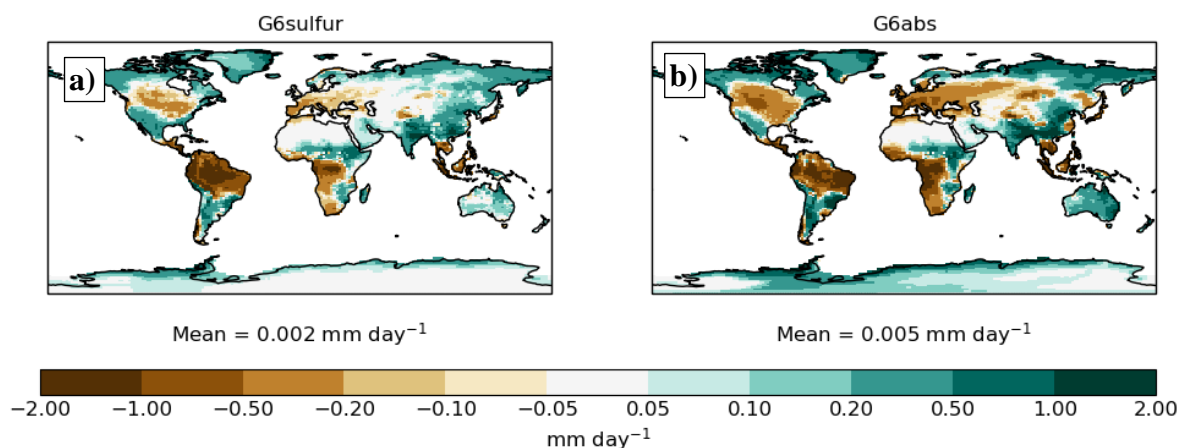 G6sulfur
G6abs
a)
b)
Mean = 0.002 mm day⁻¹
Mean = 0.005 mm day⁻¹
−2.00 −1.00 −0.50 −0.20 −0.10 −0.05 0.05 0.10 0.20 0.50 1.00 2.00
mm day⁻¹